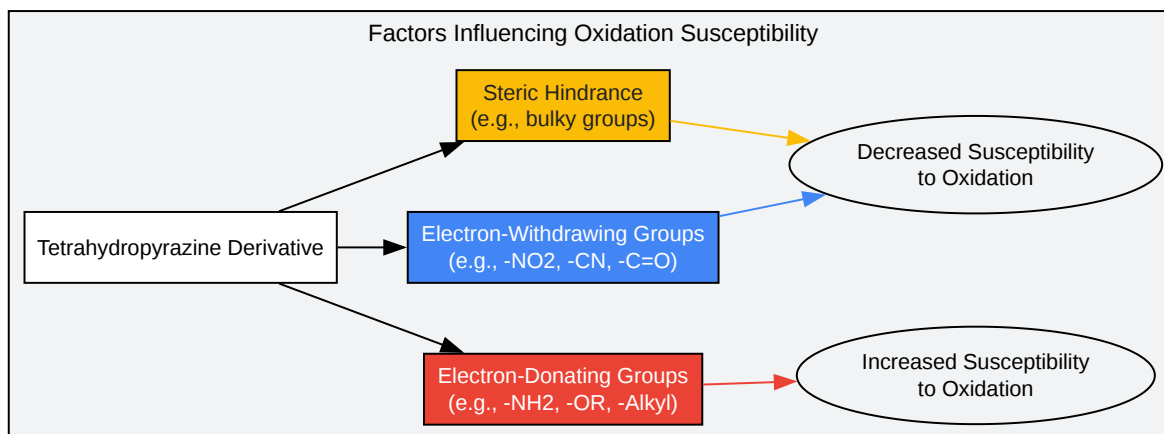 Factors Influencing Oxidation Susceptibility
Steric Hindrance
(e.g., bulky groups)
Decreased Susceptibility
to Oxidation
Tetrahydropyrazine Derivative
Electron-Withdrawing Groups
(e.g., -NO2, -CN, -C=O)
Electron-Donating Groups
(e.g., -NH2, -OR, -Alkyl)
Increased Susceptibility
to Oxidation